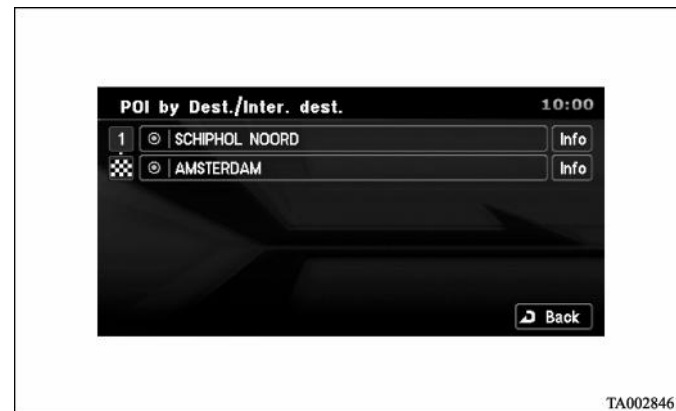 POI by Dest./Inter. dest. 10:00
1 SCHIPHOL NOORD Info
AMSTERDAM Info
Back
TA002846